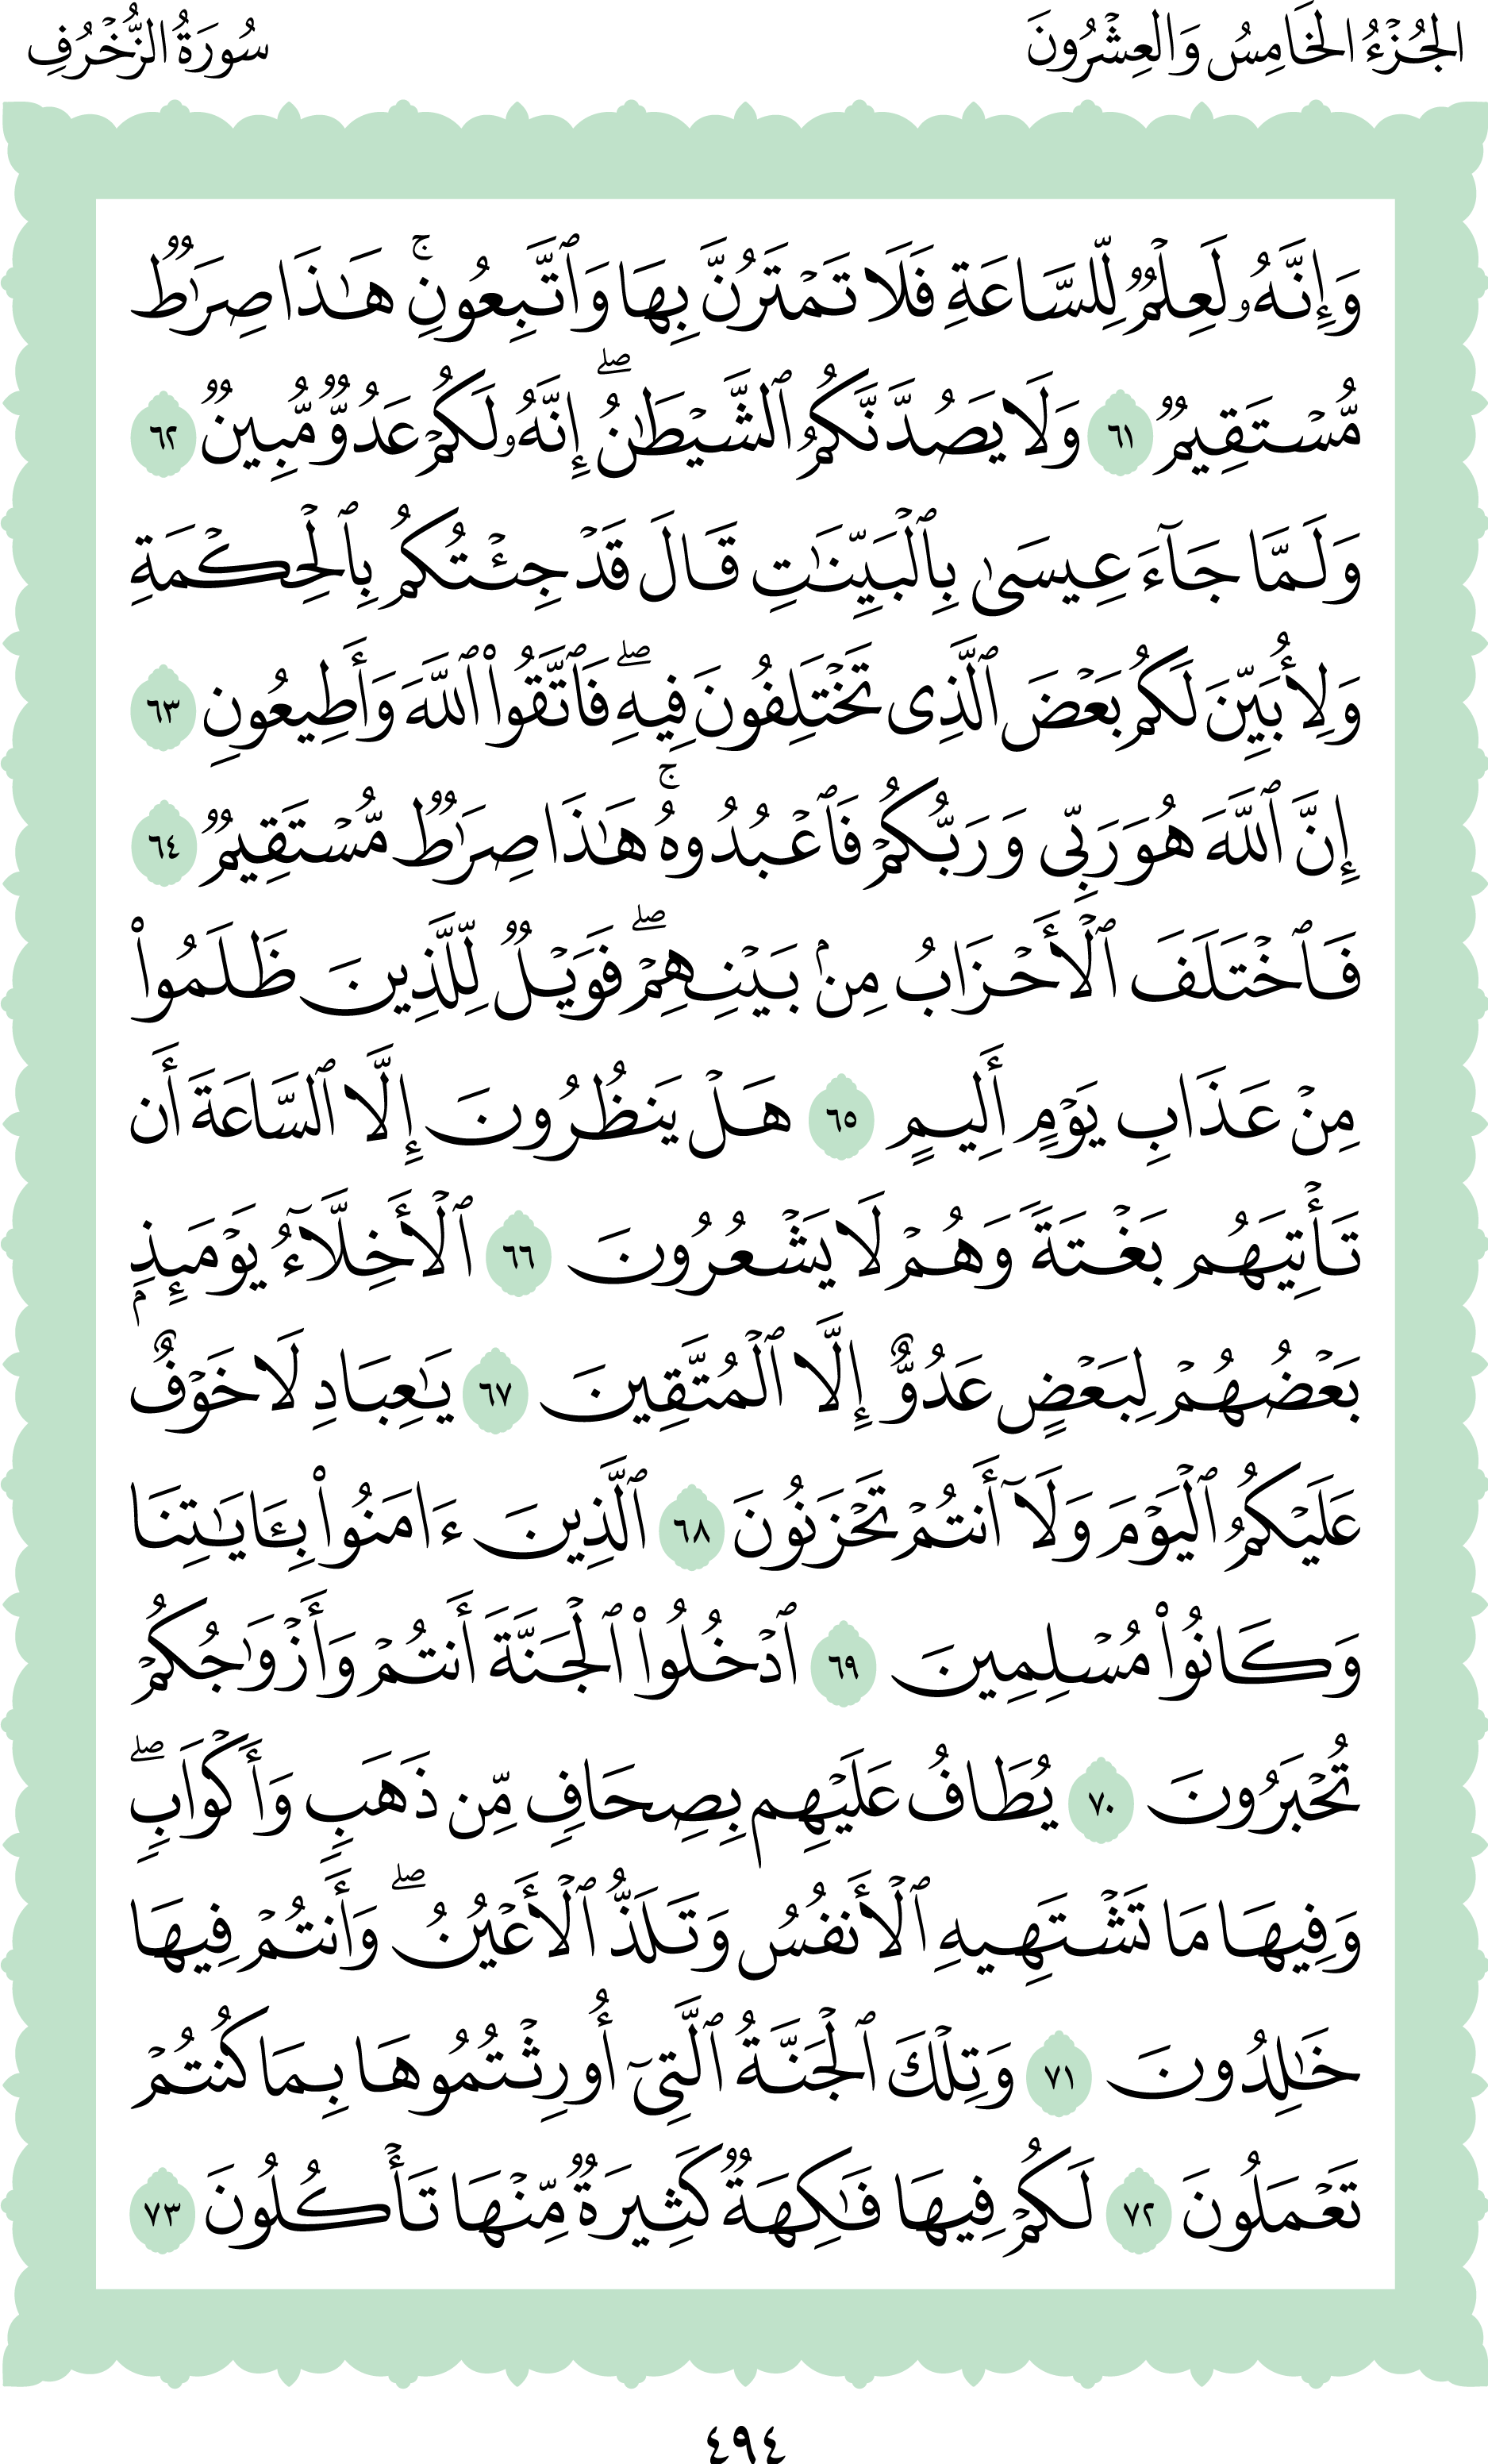 الجُزْءُ الخَامِسُ وَالعِشْرُونَ
سُورَةُ الزُّخْرُفِ
وَإِنَّهُۥ لَعِلْمٌ لِّلسَّاعَةِ فَلَا تَمْتَرُنَّ بِهَا وَٱتَّبِعُونِۚ هَٰذَا صِرَٰطٌ
مُّسْتَقِيمٌ ٦١ وَلَا يَصُدَّنَّكُمُ ٱلشَّيْطَٰنُۖ إِنَّهُۥ لَكُمْ عَدُوٌّ مُّبِينٌ ٦٢
وَلَمَّا جَآءَ عِيسَىٰ بِٱلْبَيِّنَٰتِ قَالَ قَدْ جِئْتُكُم بِٱلْحِكْمَةِ
وَلِأُبَيِّنَ لَكُم بَعْضَ ٱلَّذِى تَخْتَلِفُونَ فِيهِۖ فَٱتَّقُوا۟ ٱللَّهَ وَأَطِيعُونِ ٦٣
إِنَّ ٱللَّهَ هُوَ رَبِّى وَرَبُّكُمْ فَٱعْبُدُوهُۚ هَٰذَا صِرَٰطٌ مُّسْتَقِيمٌ ٦٤
فَٱخْتَلَفَ ٱلْأَحْزَابُ مِنۢ بَيْنِهِمْۖ فَوَيْلٌ لِّلَّذِينَ ظَلَمُوا۟
مِنْ عَذَابِ يَوْمٍ أَلِيمٍ ٦٥ هَلْ يَنظُرُونَ إِلَّا ٱلسَّاعَةَ أَن
تَأْتِيَهُم بَغْتَةً وَهُمْ لَا يَشْعُرُونَ ٦٦ ٱلْأَخِلَّآءُ يَوْمَئِذٍۭ
بَعْضُهُمْ لِبَعْضٍ عَدُوٌّ إِلَّا ٱلْمُتَّقِينَ ٦٧ يَٰعِبَادِ لَا خَوْفٌ
عَلَيْكُمُ ٱلْيَوْمَ وَلَآ أَنتُمْ تَحْزَنُونَ ٦٨ ٱلَّذِينَ ءَامَنُوا۟ بِـَٔايَٰتِنَا
وَكَانُوا۟ مُسْلِمِينَ ٦٩ ٱدْخُلُوا۟ ٱلْجَنَّةَ أَنتُمْ وَأَزْوَٰجُكُمْ
تُحْبَرُونَ ٧٠ يُطَافُ عَلَيْهِم بِصِحَافٍ مِّن ذَهَبٍ وَأَكْوَابٍۖ
وَفِيهَا مَا تَشْتَهِيهِ ٱلْأَنفُسُ وَتَلَذُّ ٱلْأَعْيُنُۖ وَأَنتُمْ فِيهَا
خَٰلِدُونَ ٧١ وَتِلْكَ ٱلْجَنَّةُ ٱلَّتِىٓ أُورِثْتُمُوهَا بِمَا كُنتُمْ
تَعْمَلُونَ ٧٢ لَكُمْ فِيهَا فَٰكِهَةٌ كَثِيرَةٌ مِّنْهَا تَأْكُلُونَ ٧٣
٤٩٤